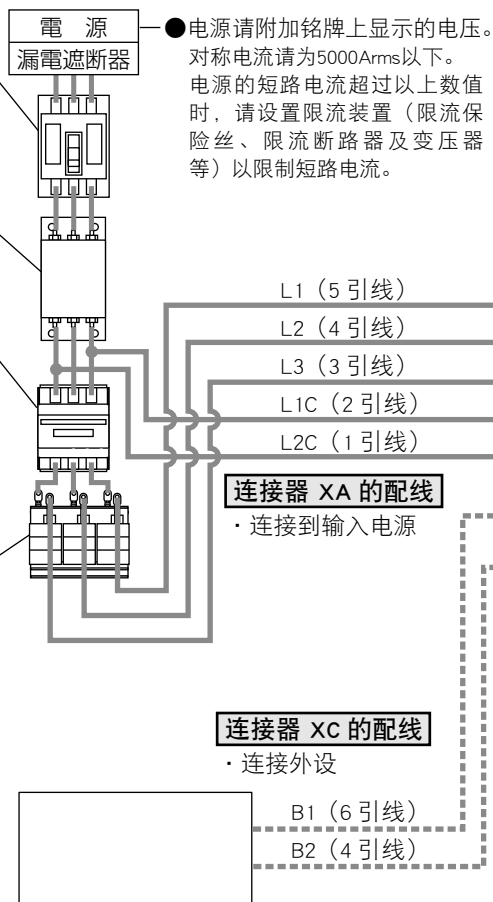 電 源
漏電遮断器
●电源请附加铭牌上显示的电压。
对称电流请为5000Arms以下。
电源的短路电流超过以上数值
时，请设置限流装置（限流保
险丝、限流断路器及变压器
等）以限制短路电流。
L1（5 引线）
L2（4 引线）
L3（3 引线）
L1C（2 引线）
L2C（1 引线）
连接器 XA 的配线
・连接到输入电源
连接器 XC 的配线
・连接外设
B1（6 引线）
B2（4 引线）